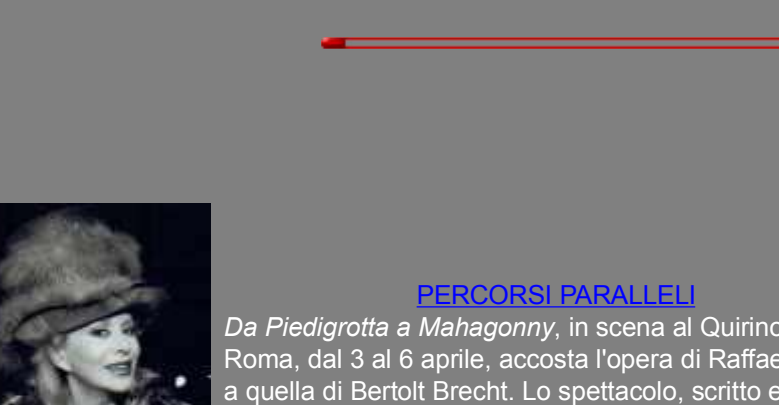 PERCORSI PARALLELI
Da Piedigrotta a Mahagonny, in scena al Quirino
Roma, dal 3 al 6 aprile, accosta l'opera di Raffae
a quella di Bertolt Brecht. Lo spettacolo, scritto e